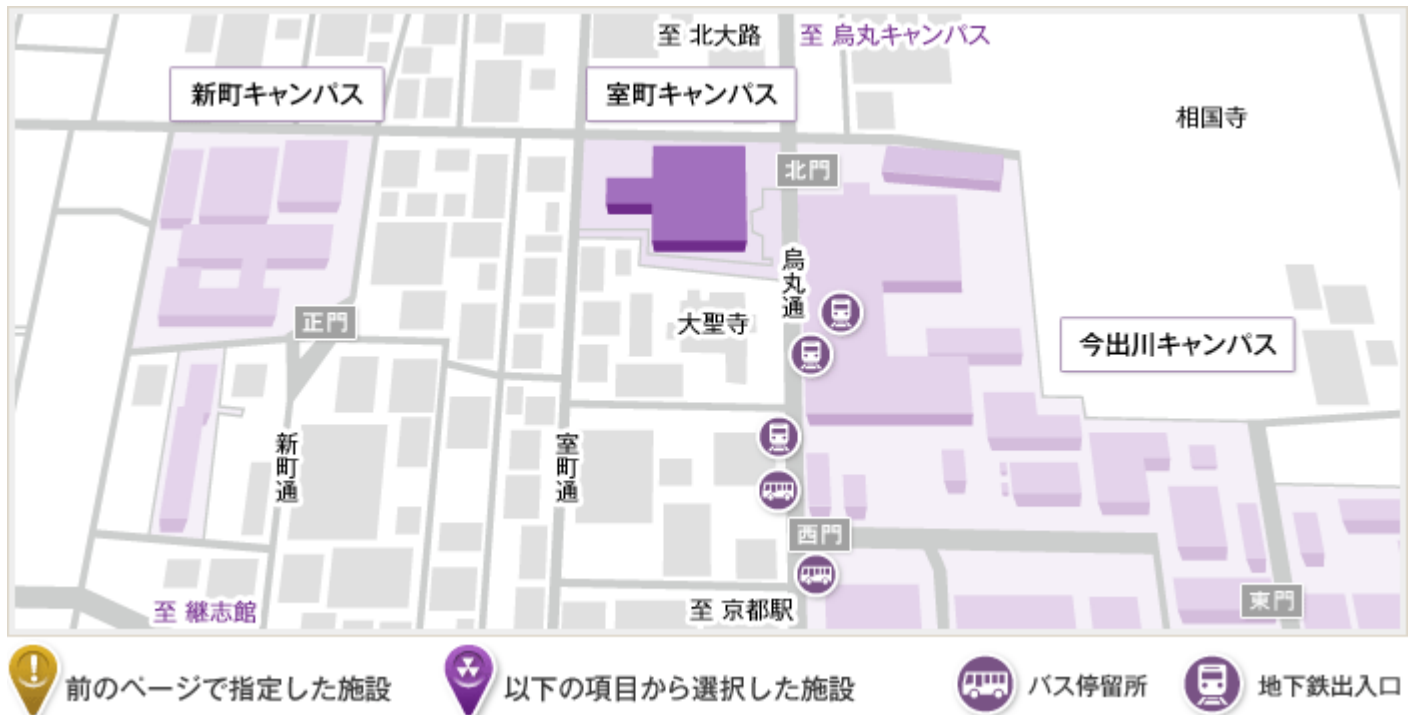 至 北大路
至 烏丸キャンパス
新町キャンパス
室町キャンパス
相国寺
北門
烏丸通
正門
大聖寺
今出川キャンパス
新町通
室町通
西門
至 継志館
至 京都駅
東門
前のページで指定した施設
以下の項目から選択した施設
バス停留所
地下鉄出入口